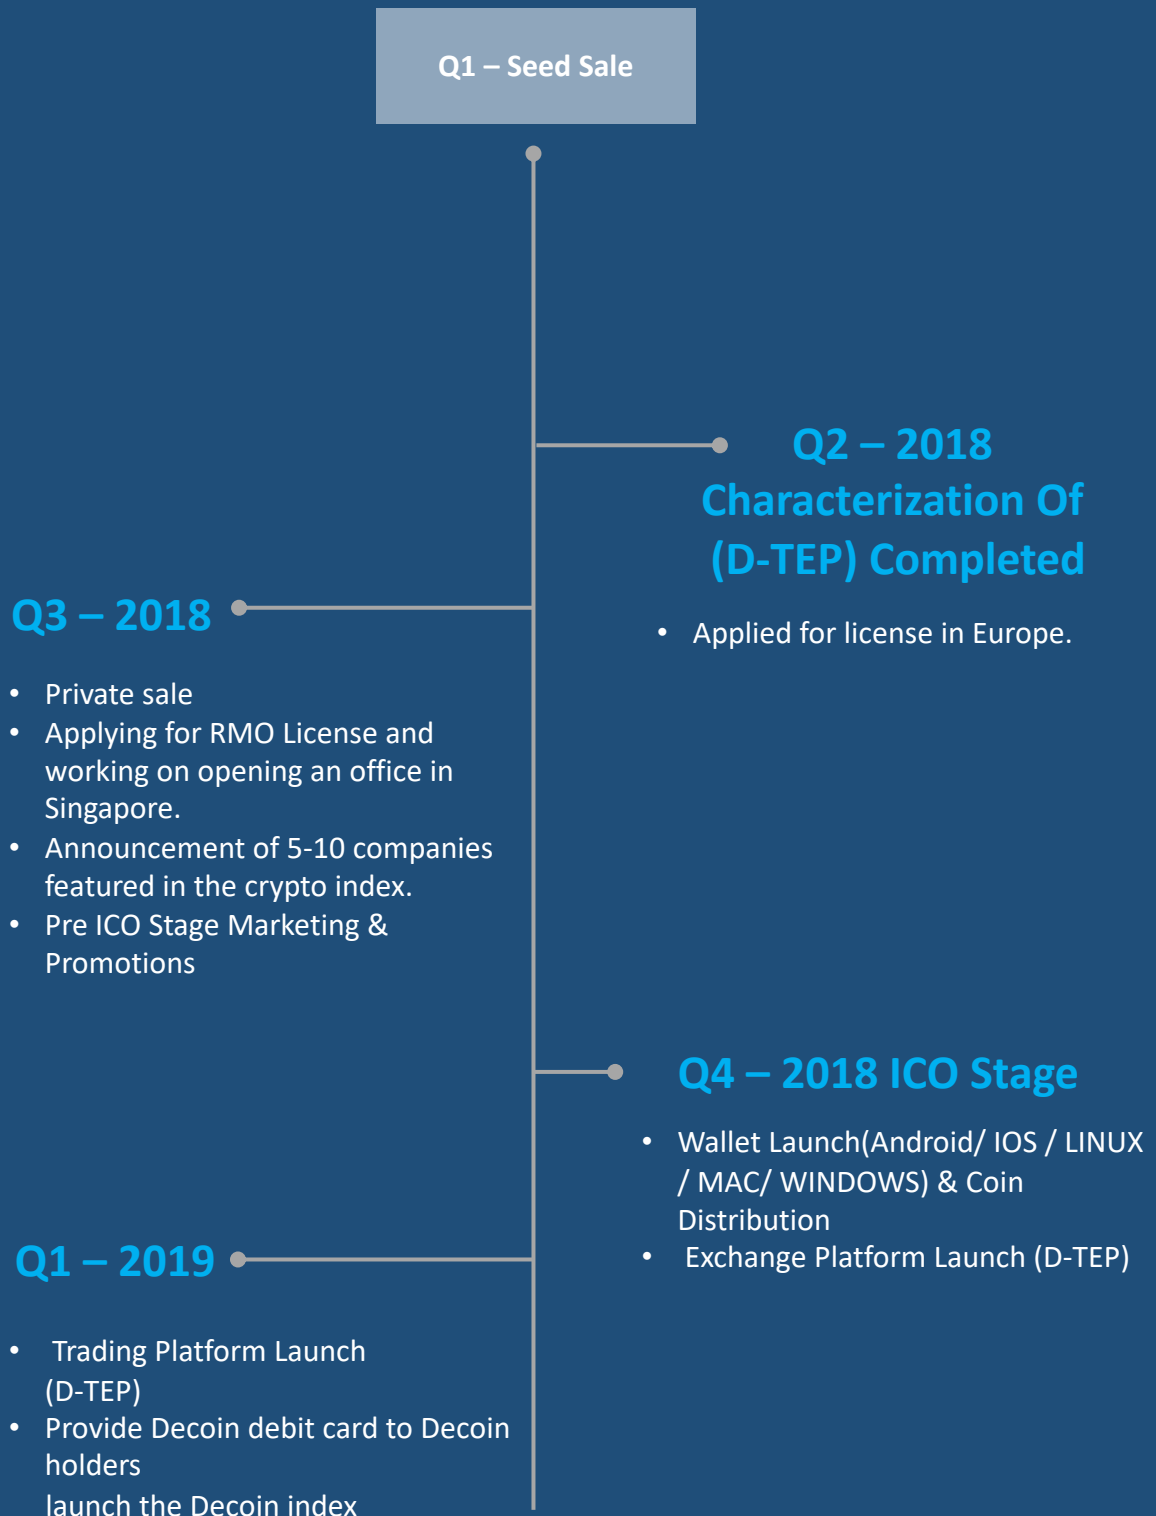 Q1 – Seed Sale
Q2 – 2018
Characterization Of
(D-TEP) Completed
• Applied for license in Europe.
Q3 – 2018
• Private sale
• Applying for RMO License and
working on opening an office in
Singapore.
• Announcement of 5-10 companies
featured in the crypto index.
• Pre ICO Stage Marketing &
Promotions
Q4 – 2018 ICO Stage
• Wallet Launch(Android/ IOS / LINUX
/ MAC/ WINDOWS) & Coin
Distribution
• Exchange Platform Launch (D-TEP)
Q1 – 2019
• Trading Platform Launch
(D-TEP)
• Provide Decoin debit card to Decoin
holders
launch the Decoin index